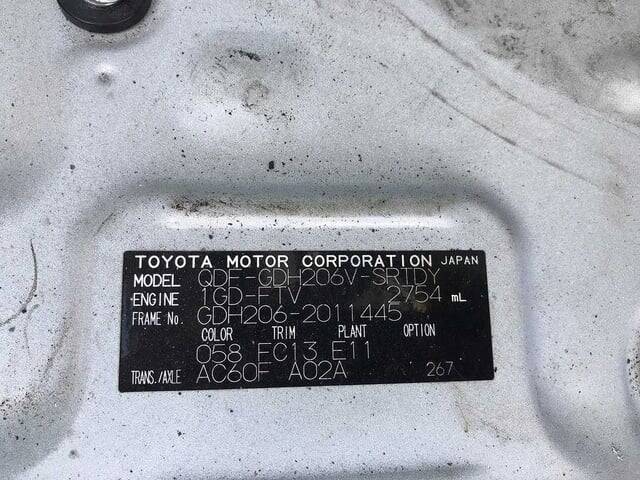 TOYOTA MOTOR CORPORATION JAPAN
MODEL QDF-GDH206V-SRTDY
ENGINE 1GD-FTV 2754 mL
FRAME No. GDH206-2011445
COLOR TRIM PLANT OPTION
058 FC13 E11
TRANS./AXLE AC60F A02A 267